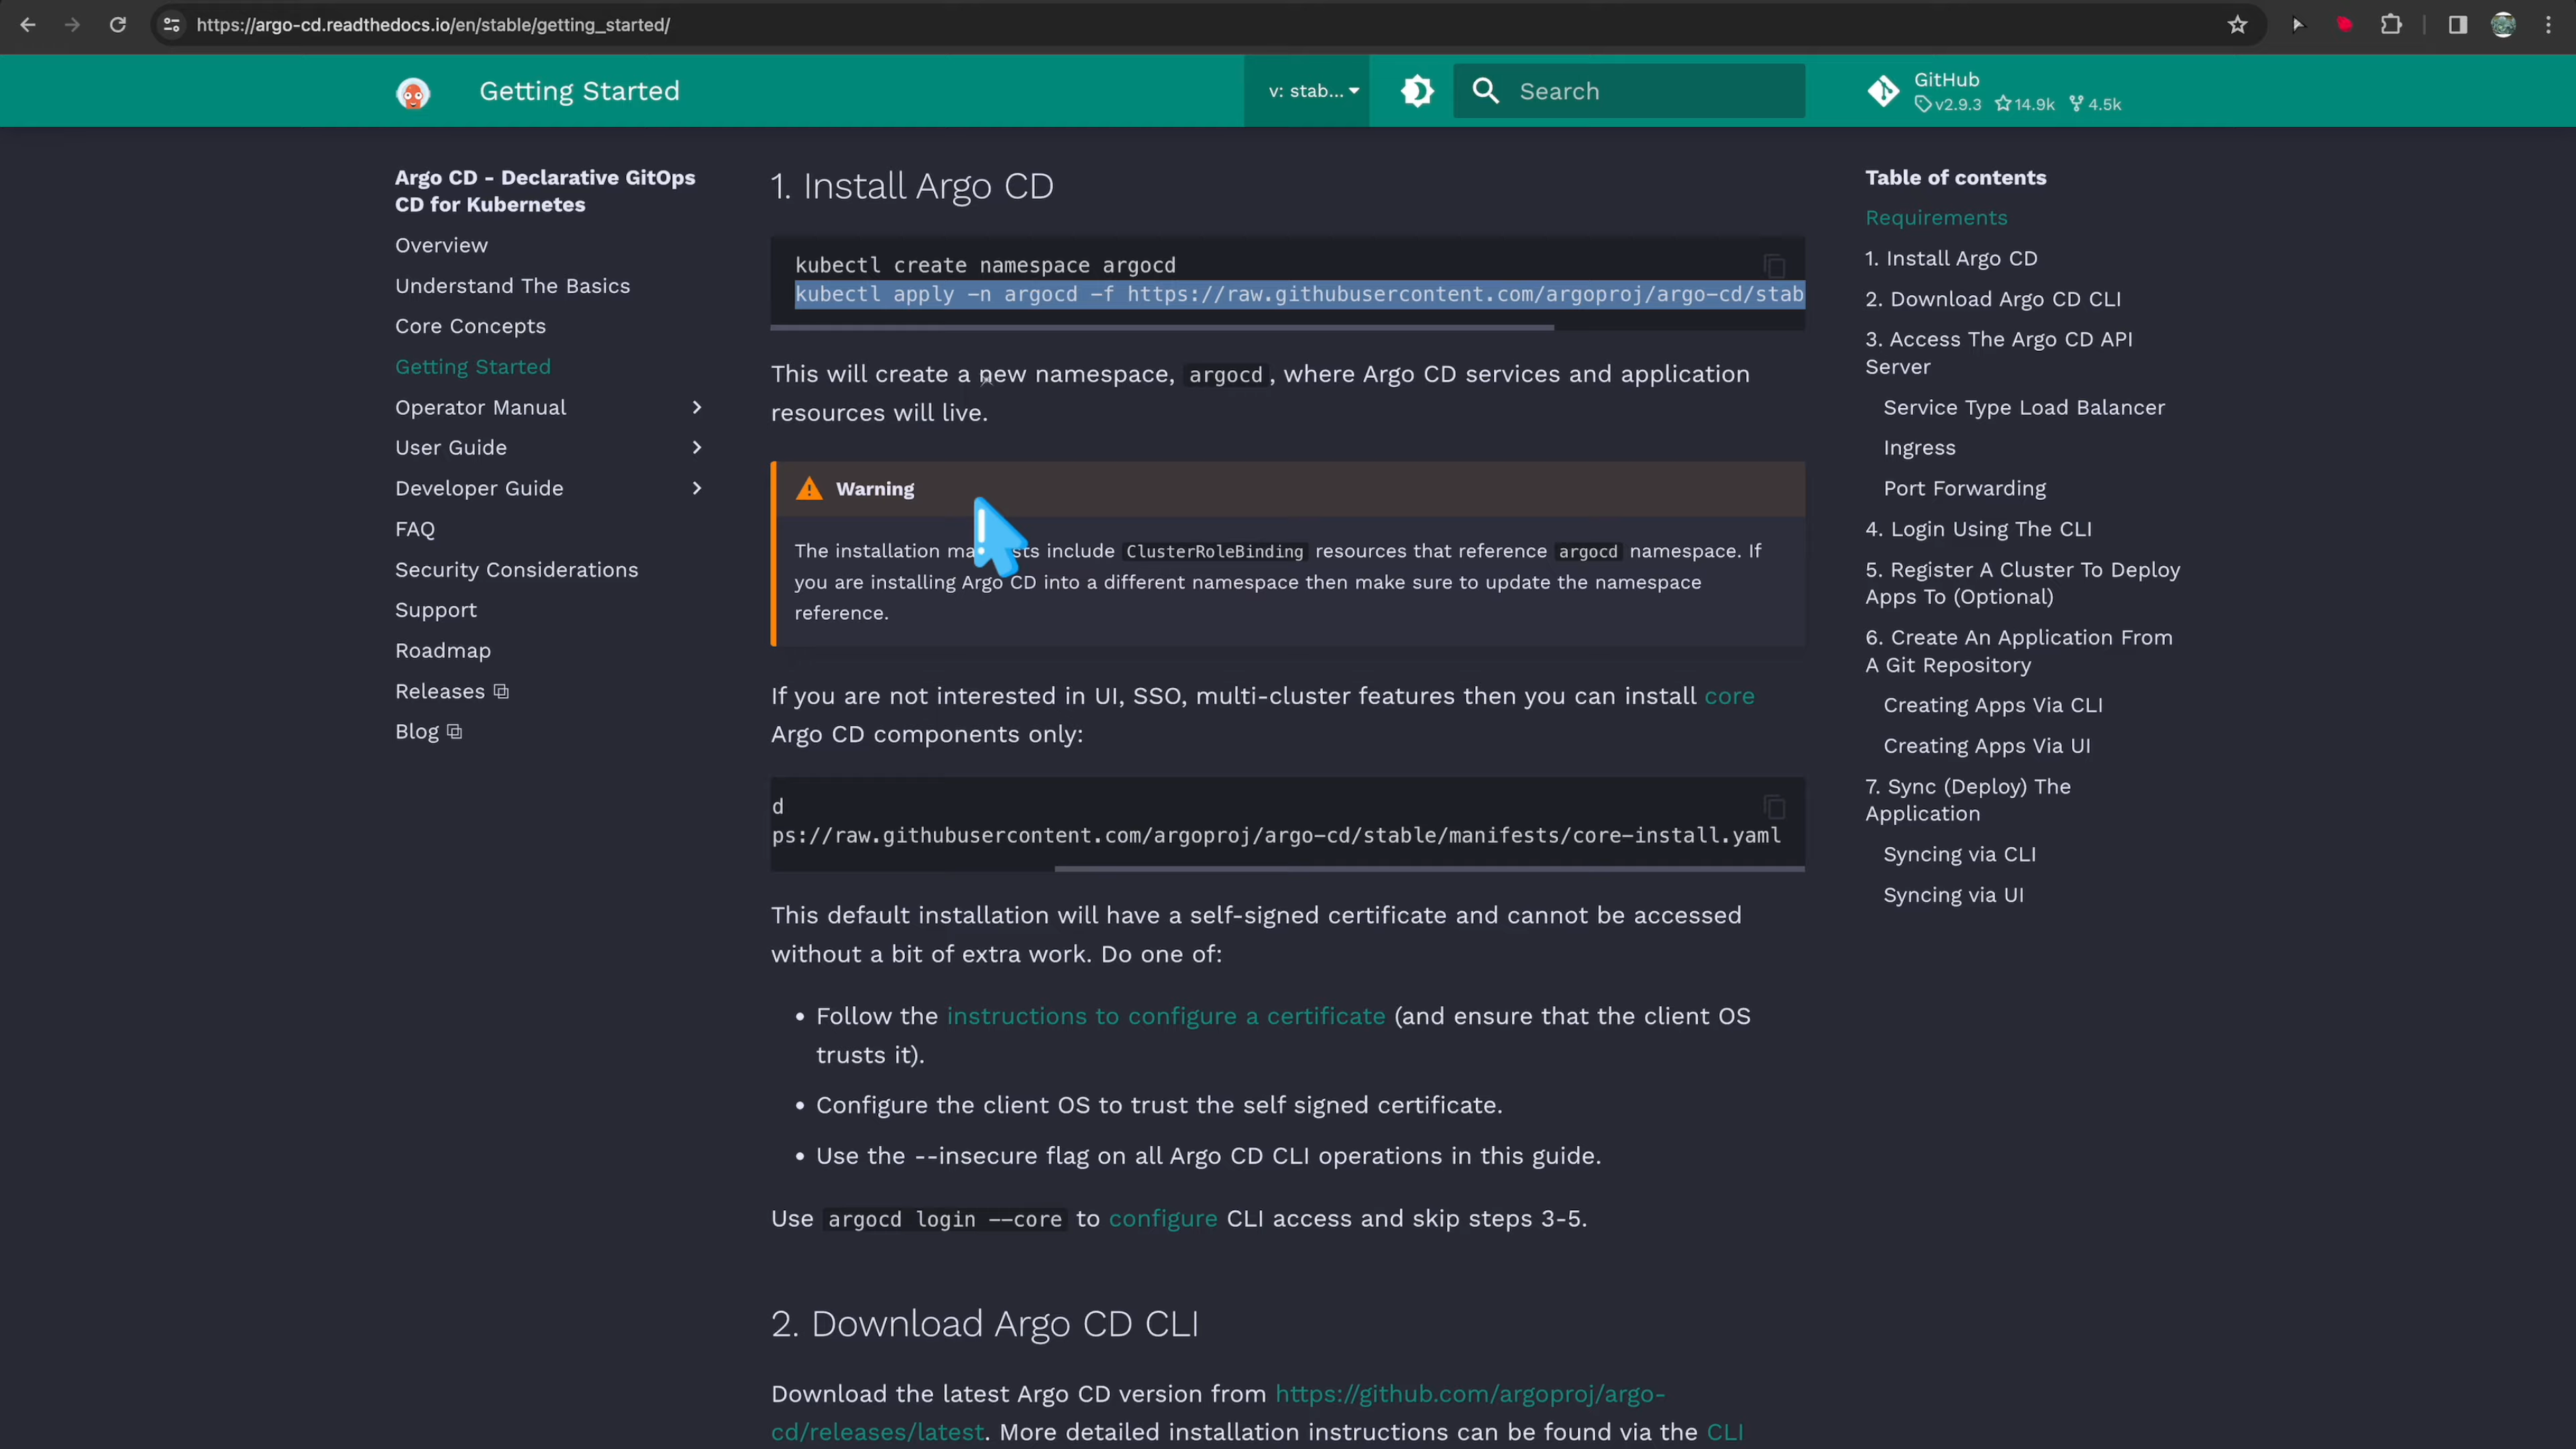 https://argo-cd.readthedocs.io/en/stable/getting_started/
Getting Started
v: stab...
Search
GitHub
v2.9.3 14.9k 4.5k
Argo CD - Declarative GitOps
CD for Kubernetes
Overview
Understand The Basics
Core Concepts
Getting Started
Operator Manual
User Guide
Developer Guide
FAQ
Security Considerations
Support
Roadmap
Releases
Blog
1. Install Argo CD
kubectl create namespace argocd
kubectl apply -n argocd -f https://raw.githubusercontent.com/argoproj/argo-cd/stab
This will create a new namespace, argocd, where Argo CD services and application
resources will live.
Warning
The installation ma sts include ClusterRoleBinding resources that reference argocd namespace. If
you are installing Argo CD into a different namespace then make sure to update the namespace
reference.
If you are not interested in UI, SSO, multi-cluster features then you can install core
Argo CD components only:
d
ps://raw.githubusercontent.com/argoproj/argo-cd/stable/manifests/core-install.yaml
This default installation will have a self-signed certificate and cannot be accessed
without a bit of extra work. Do one of:
• Follow the instructions to configure a certificate (and ensure that the client OS
trusts it).
• Configure the client OS to trust the self signed certificate.
• Use the --insecure flag on all Argo CD CLI operations in this guide.
Use argocd login --core to configure CLI access and skip steps 3-5.
2. Download Argo CD CLI
Download the latest Argo CD version from https://github.com/argoproj/argo-
cd/releases/latest. More detailed installation instructions can be found via the CLI
Table of contents
Requirements
1. Install Argo CD
2. Download Argo CD CLI
3. Access The Argo CD API
Server
Service Type Load Balancer
Ingress
Port Forwarding
4. Login Using The CLI
5. Register A Cluster To Deploy
Apps To (Optional)
6. Create An Application From
A Git Repository
Creating Apps Via CLI
Creating Apps Via UI
7. Sync (Deploy) The
Application
Syncing via CLI
Syncing via UI